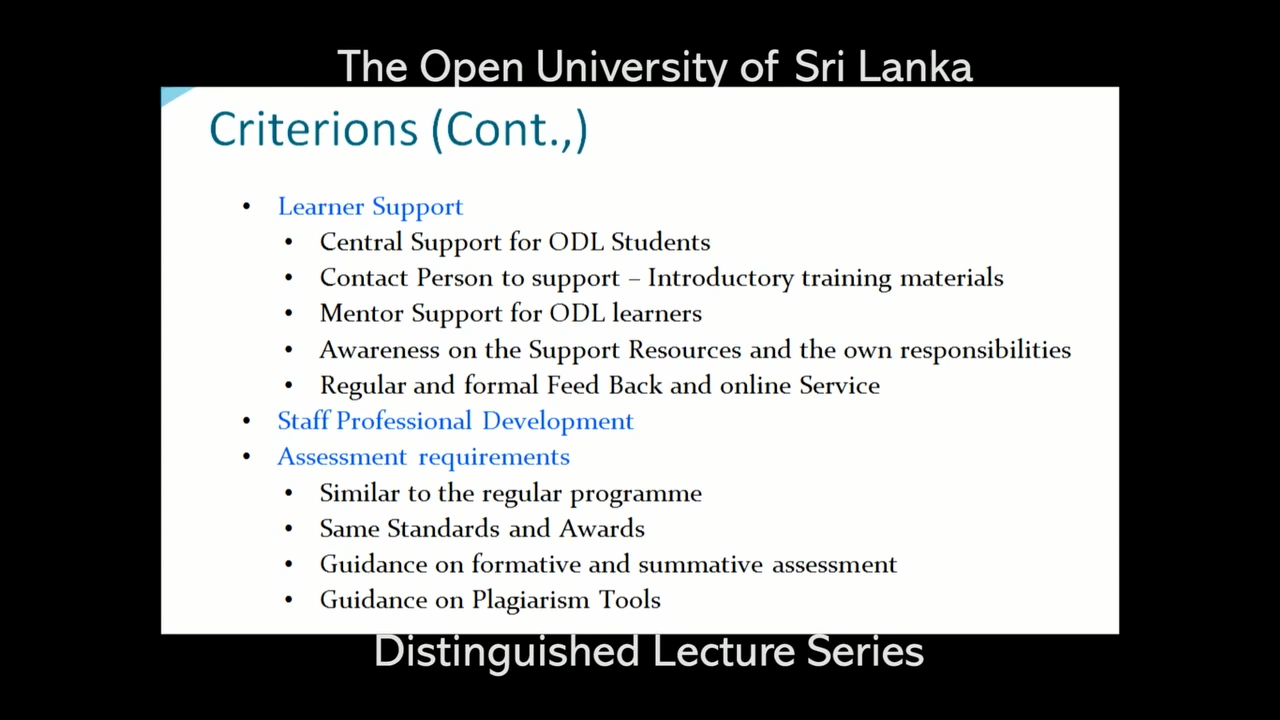 The Open University of Sri Lanka
Criterions (Cont.,)
• Learner Support
• Central Support for ODL Students
• Contact Person to support – Introductory training materials
• Mentor Support for ODL learners
• Awareness on the Support Resources and the own responsibilities
• Regular and formal Feed Back and online Service
• Staff Professional Development
• Assessment requirements
• Similar to the regular programme
• Same Standards and Awards
• Guidance on formative and summative assessment
• Guidance on Plagiarism Tools
Distinguished Lecture Series